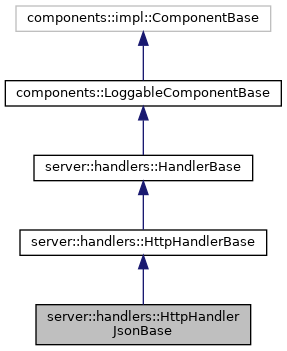 components::impl::ComponentBase
components::LoggableComponentBase
server::handlers::HandlerBase
server::handlers::HttpHandlerBase
server::handlers::HttpHandler
JsonBase